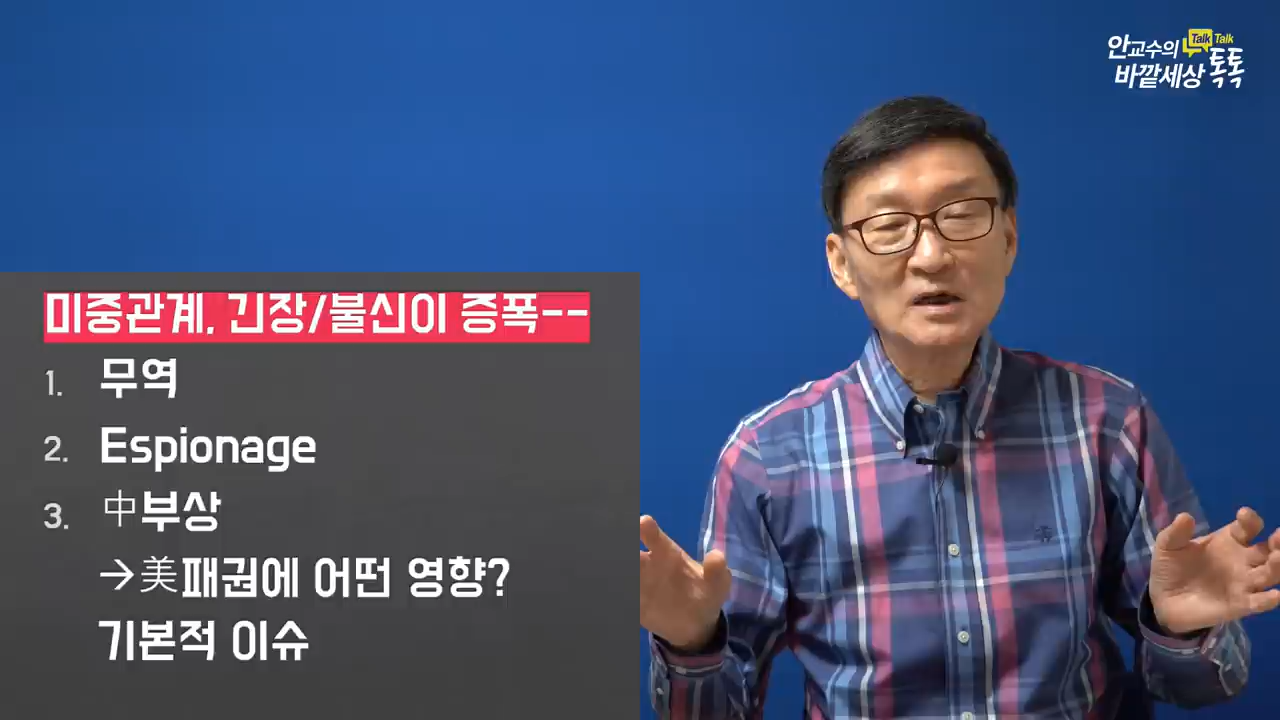 안교수의 Talk Talk
바깥세상 톡톡
미중관계, 긴장/불신이 증폭--
1. 무역
2. Espionage
3. 中부상
→美패권에 어떤 영향?
기본적 이슈